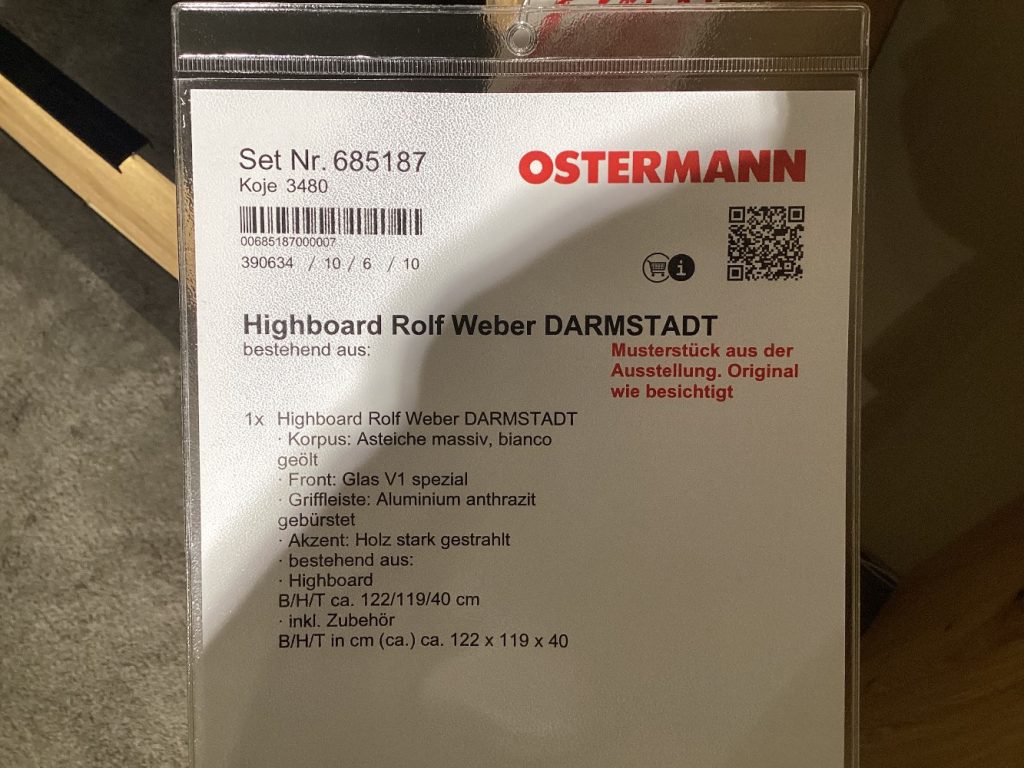 Set Nr. 685187
OSTERMANN
Koje 3480
00685187000007
390634 / 10 / 6 / 10
Highboard Rolf Weber DARMSTADT
bestehend aus:
Musterstück aus der
Ausstellung. Original
wie besichtigt
1x Highboard Rolf Weber DARMSTADT
· Korpus: Asteiche massiv, bianco
geölt
· Front: Glas V1 spezial
· Griffleiste: Aluminium anthrazit
gebürstet
· Akzent: Holz stark gestrahlt
· bestehend aus:
· Highboard
B/H/T ca. 122/119/40 cm
· inkl. Zubehör
B/H/T in cm (ca.) ca. 122 x 119 x 40